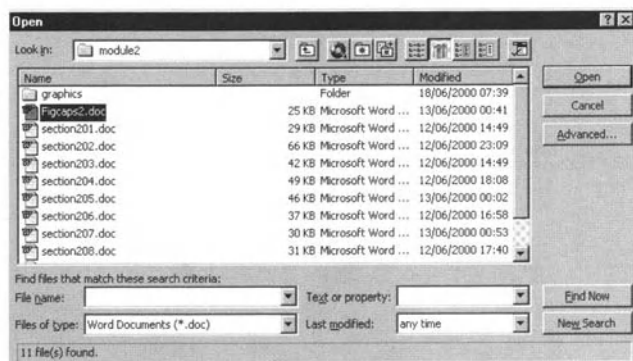 Open
Look in: module2
Name Size Type Modified
graphics Folder 18/06/2000 07:39
Figcaps2.doc 25 KB Microsoft Word ... 13/06/2000 00:41
section201.doc 29 KB Microsoft Word ... 12/06/2000 14:49
section202.doc 66 KB Microsoft Word ... 12/06/2000 23:09
section203.doc 42 KB Microsoft Word ... 12/06/2000 14:49
section204.doc 49 KB Microsoft Word ... 12/06/2000 18:08
section205.doc 46 KB Microsoft Word ... 13/06/2000 00:02
section206.doc 37 KB Microsoft Word ... 12/06/2000 16:58
section207.doc 30 KB Microsoft Word ... 13/06/2000 00:53
section208.doc 31 KB Microsoft Word ... 12/06/2000 17:40
Open
Cancel
Advanced...
Find files that match these search criteria:
File name: Text or property: Find Now
Files of type: Word Documents (*.doc) Last modified: any time New Search
11 file(s) found.